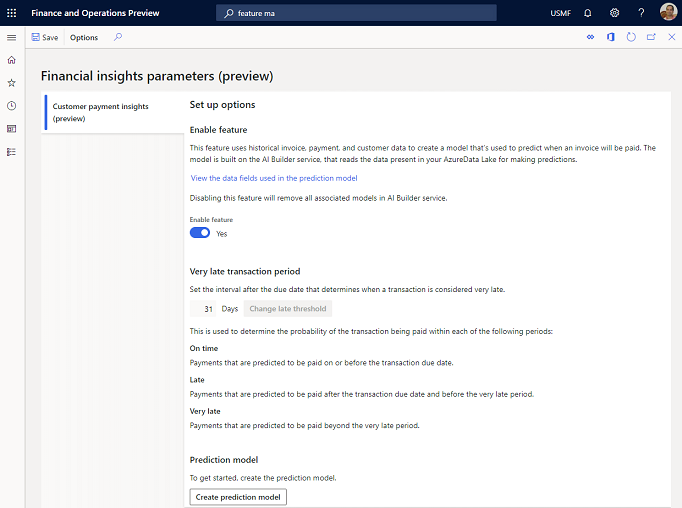 Finance and Operations Preview
feature ma
USMF
?
Save
Options
Financial insights parameters (preview)
Customer payment insights
(preview)
Set up options
Enable feature
This feature uses historical invoice, payment, and customer data to create a model that's used to predict when an invoice will be paid. The
model is built on the AI Builder service, that reads the data present in your AzureData Lake for making predictions.
View the data fields used in the prediction model
Disabling this feature will remove all associated models in AI Builder service.
Enable feature
Yes
Very late transaction period
Set the interval after the due date that determines when a transaction is considered very late.
31 Days Change late threshold
This is used to determine the probability of the transaction being paid within each of the following periods:
On time
Payments that are predicted to be paid on or before the transaction due date.
Late
Payments that are predicted to be paid after the transaction due date and before the very late period.
Very late
Payments that are predicted to be paid beyond the very late period.
Prediction model
To get started, create the prediction model.
Create prediction model